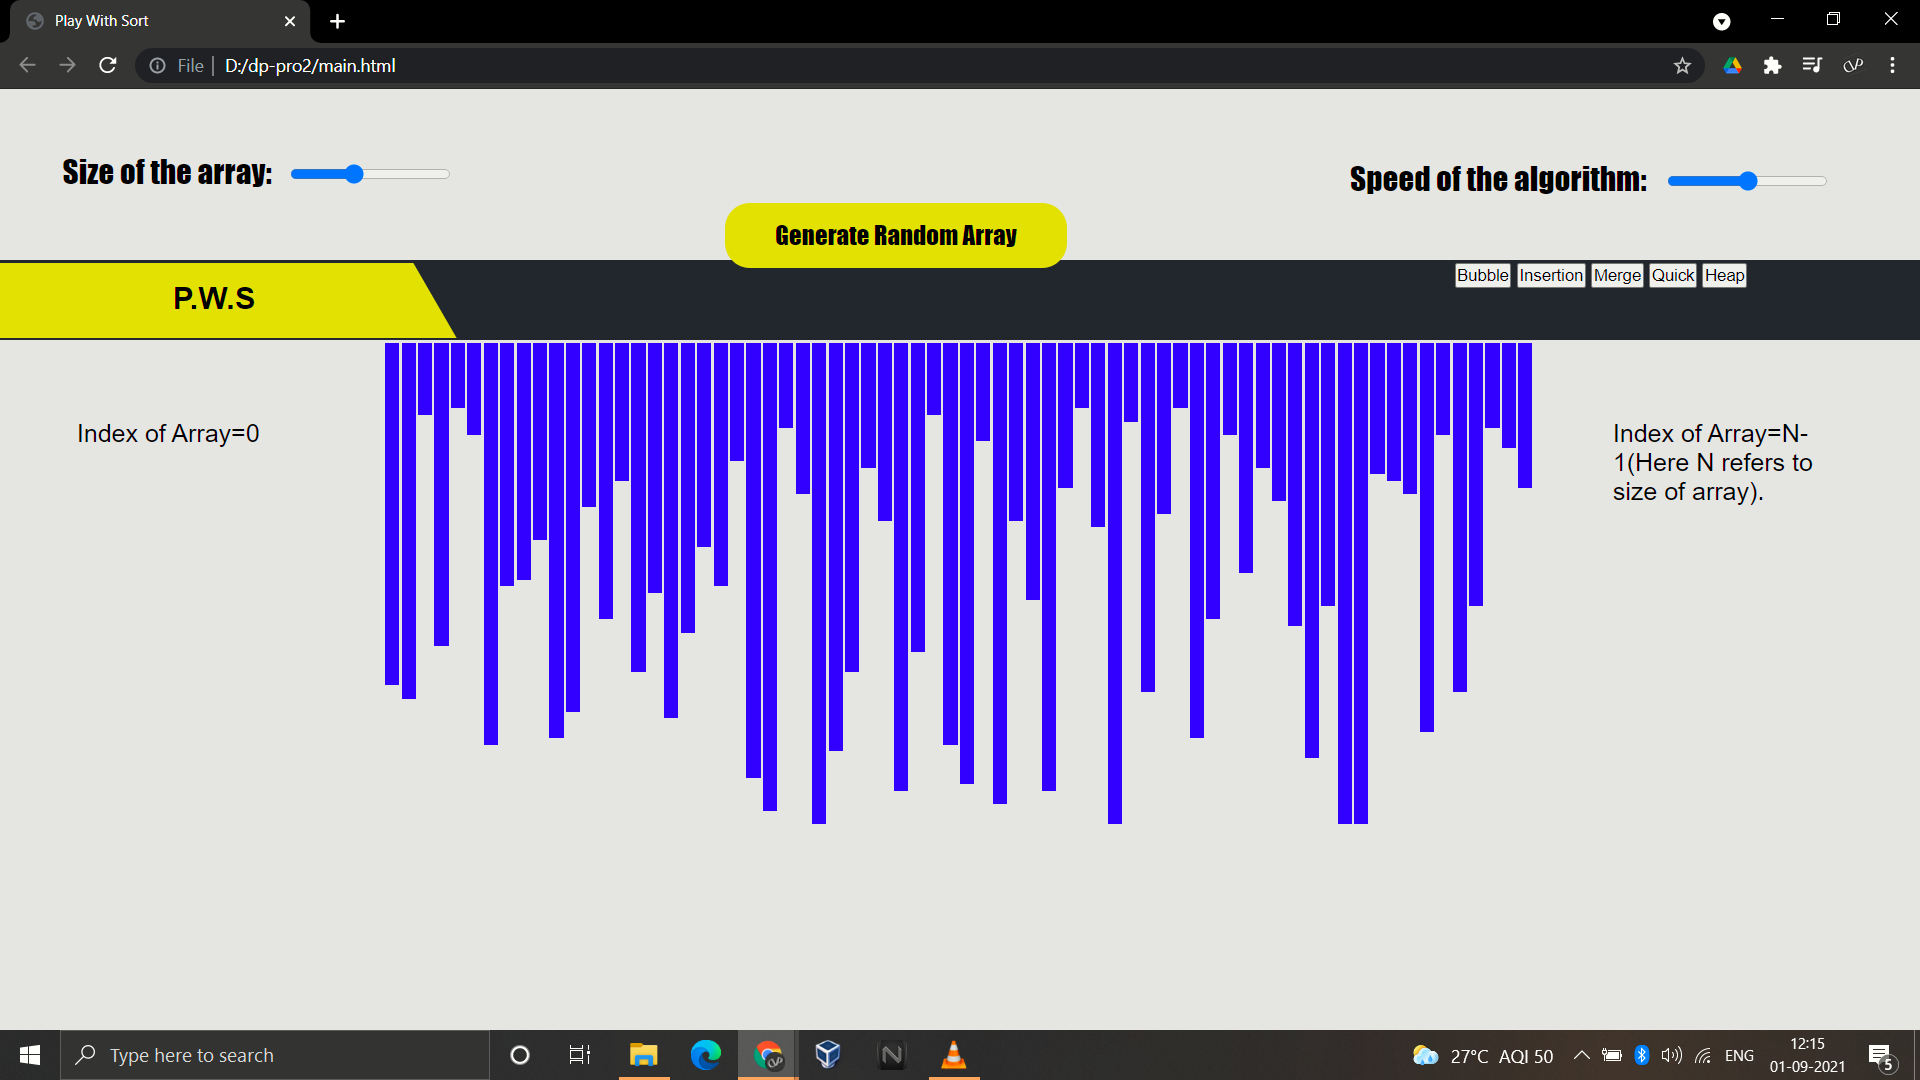 Play With Sort
File
D:/dp-pro2/main.html
Size of the array:
Speed of the algorithm:
Generate Random Array
P.W.S
Bubble Insertion Merge Quick Heap
Index of Array=0
Index of Array=N-
1(Here N refers to
size of array).
Type here to search
27°C AQI 50
ENG
12:15
01-09-2021
5